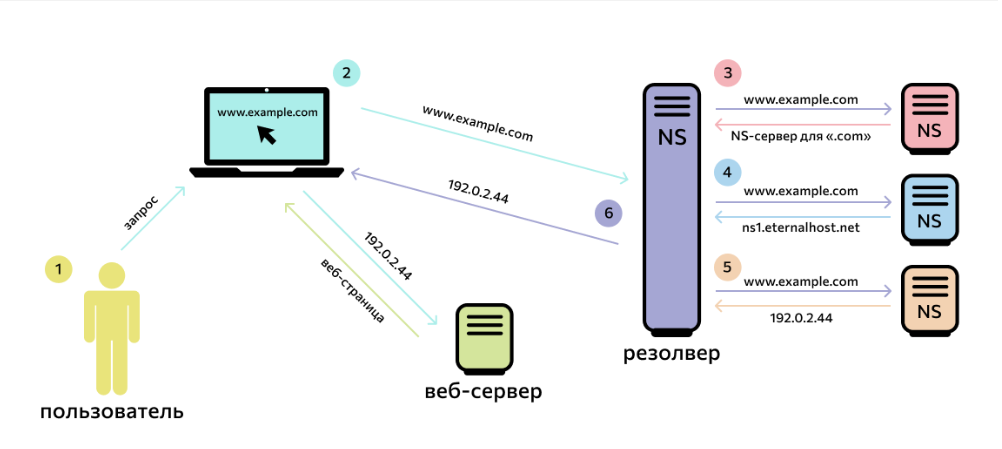 2
3
www.example.com
www.example.com
www.example.com
NS-сервер для «.com»
NS
NS
запрос
192.0.2.44
6
4
www.example.com
ns1.eternalhost.net
NS
1
192.0.2.44
веб-страница
5
www.example.com
192.0.2.44
NS
резолвер
веб-сервер
пользователь